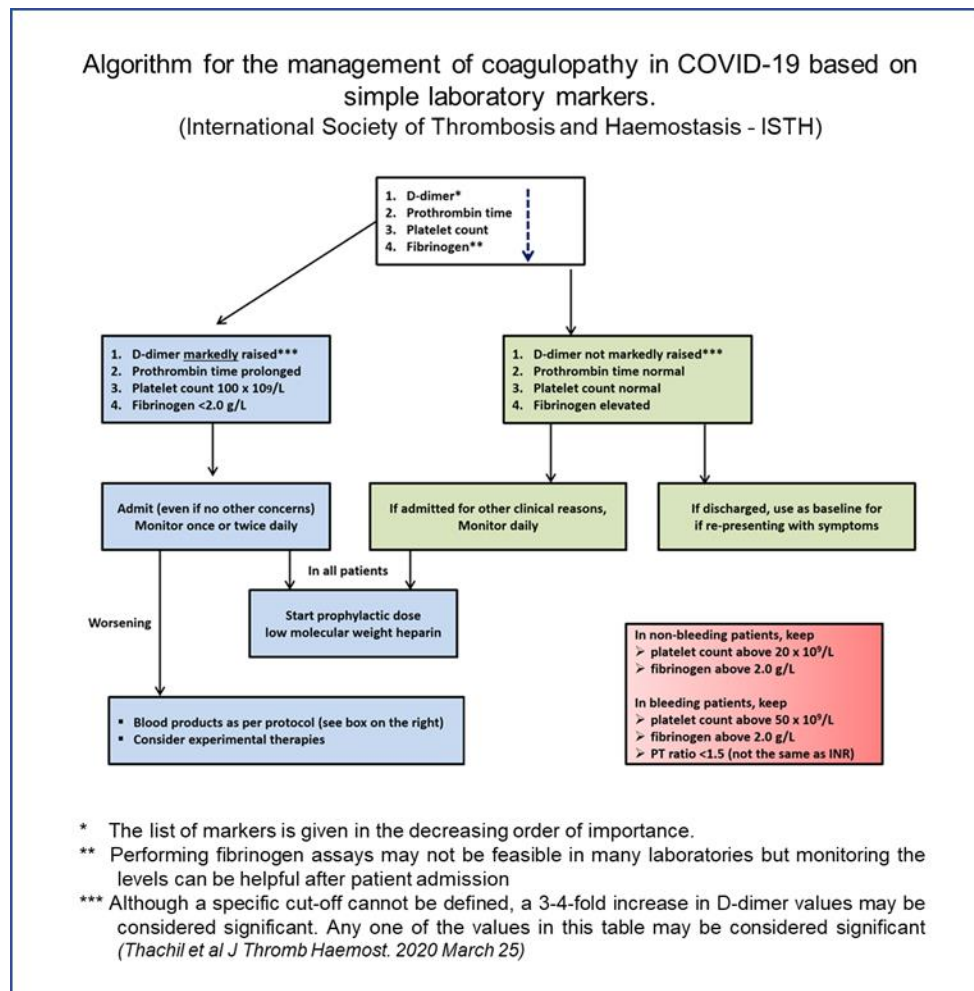 Algorithm for the management of coagulopathy in COVID-19 based on
simple laboratory markers.
(International Society of Thrombosis and Haemostasis - ISTH)
1. D-dimer*
2. Prothrombin time
3. Platelet count
4. Fibrinogen**
1. D-dimer markedly raised***
2. Prothrombin time prolonged
3. Platelet count 100 x 109/L
4. Fibrinogen <2.0 g/L
1. D-dimer not markedly raised***
2. Prothrombin time normal
3. Platelet count normal
4. Fibrinogen elevated
Admit (even if no other concerns)
Monitor once or twice daily
If admitted for other clinical reasons,
Monitor daily
If discharged, use as baseline for
if re-presenting with symptoms
In all patients
Worsening
Start prophylactic dose
low molecular weight heparin
In non-bleeding patients, keep
➢ platelet count above 20 x 10⁹/L
➢ fibrinogen above 2.0 g/L
In bleeding patients, keep
➢ platelet count above 50 x 10⁹/L
➢ fibrinogen above 2.0 g/L
➢ PT ratio <1.5 (not the same as INR)
▪ Blood products as per protocol (see box on the right)
▪ Consider experimental therapies
* The list of markers is given in the decreasing order of importance.
** Performing fibrinogen assays may not be feasible in many laboratories but monitoring the
levels can be helpful after patient admission
*** Although a specific cut-off cannot be defined, a 3-4-fold increase in D-dimer values may be
considered significant. Any one of the values in this table may be considered significant
(Thachil et al J Thromb Haemost. 2020 March 25)